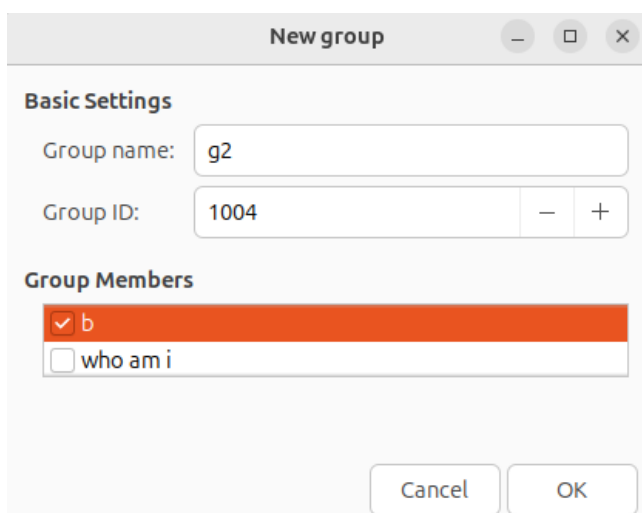 New group
Basic Settings
Group name: g2
Group ID: 1004
Group Members
b
who am i
Cancel OK